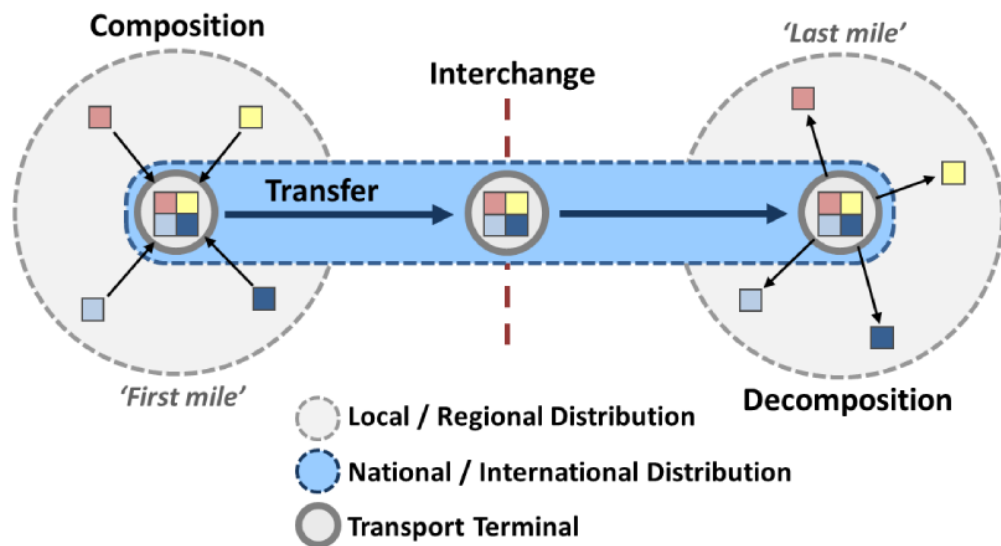 Composition
‘Last mile’
Interchange
Transfer
‘First mile’
Decomposition
Local / Regional Distribution
National / International Distribution
Transport Terminal